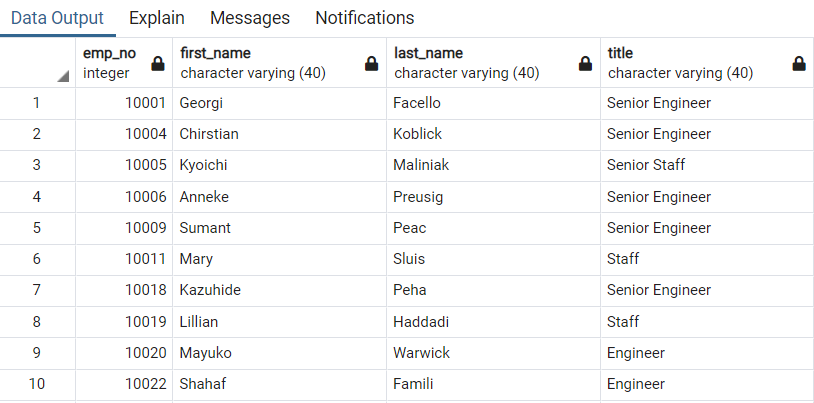 Data Output Explain Messages Notifications
emp_no first_name last_name title
integer character varying (40) character varying (40) character varying (40)
1 10001 Georgi Facello Senior Engineer
2 10004 Chirstian Koblick Senior Engineer
3 10005 Kyoichi Maliniak Senior Staff
4 10006 Anneke Preusig Senior Engineer
5 10009 Sumant Peac Senior Engineer
6 10011 Mary Sluis Staff
7 10018 Kazuhide Peha Senior Engineer
8 10019 Lillian Haddadi Staff
9 10020 Mayuko Warwick Engineer
10 10022 Shahaf Famili Engineer